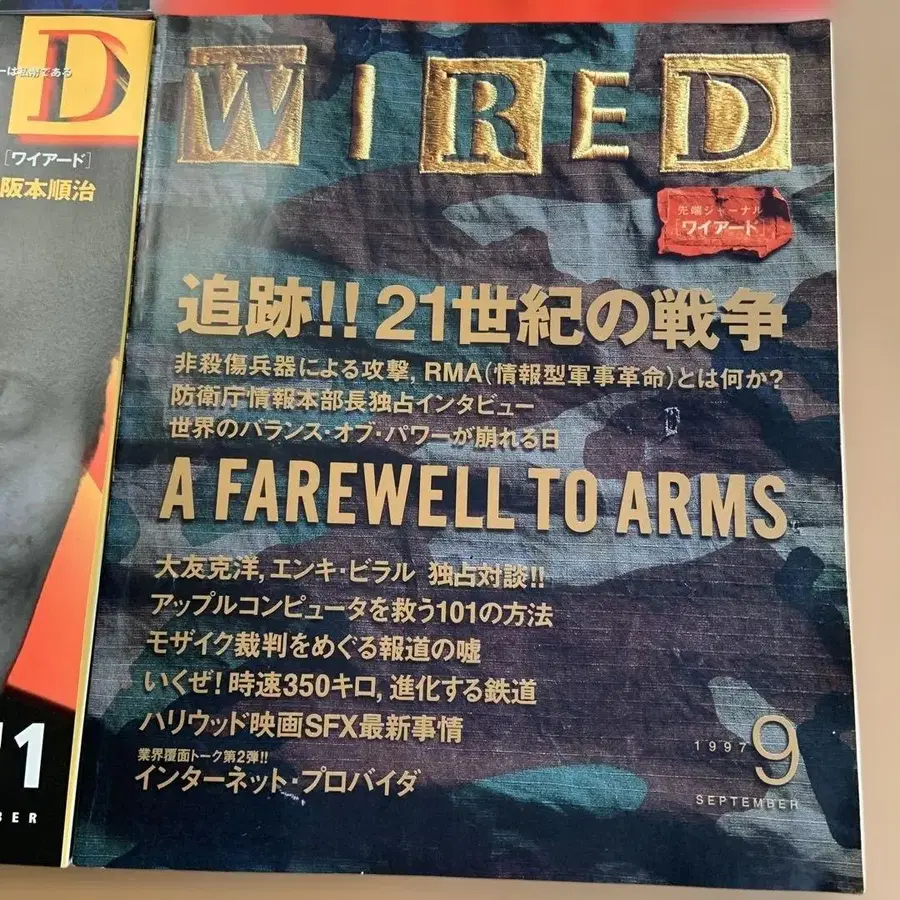 ーは私幣である
D
[ワイアード]
阪本順治
11
BER
WIRED
先端ジャーナル
[ワイアード]
追跡!! 21世紀の戦争
非殺傷兵器による攻撃, RMA(情報型軍事革命)とは何か?
防衛庁情報本部長独占インタビュー
世界のバランス・オブ・パワーが崩れる日
A FAREWELL TO ARMS
大友克洋, エンキ・ビラル 独占対談!!
アップルコンピュータを救う101の方法
モザイク裁判をめぐる報道の嘘
いくぜ! 時速350キロ, 進化する鉄道
ハリウッド映画SFX最新事情
業界覆面トーク第2弾!!
インターネット・プロバイダ
1997 9
SEPTEMBER